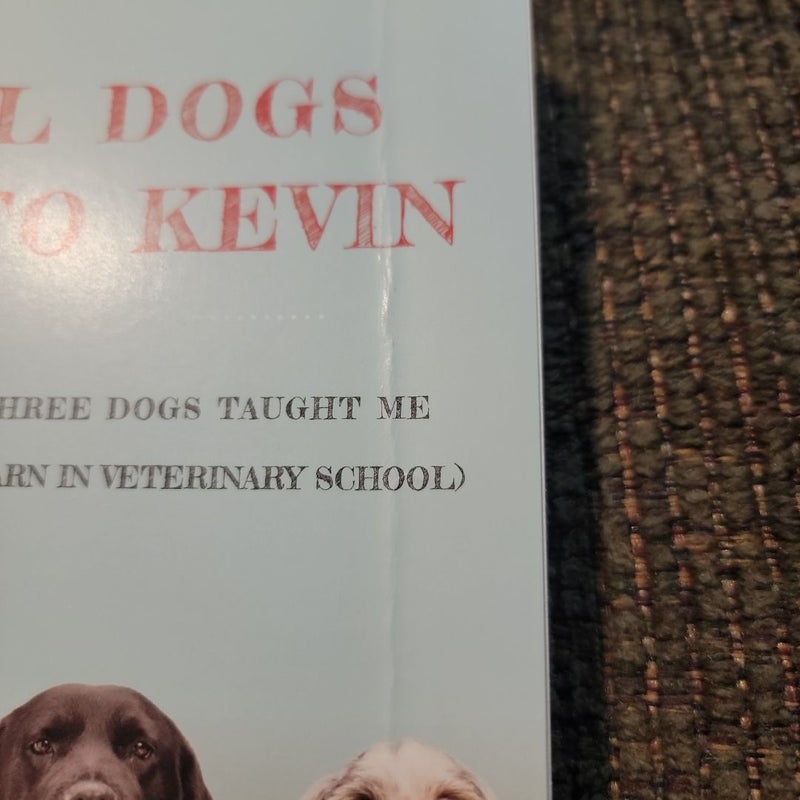 L DOGS
TO KEVIN
HREE DOGS TAUGHT ME
ARN IN VETERINARY SCHOOL)